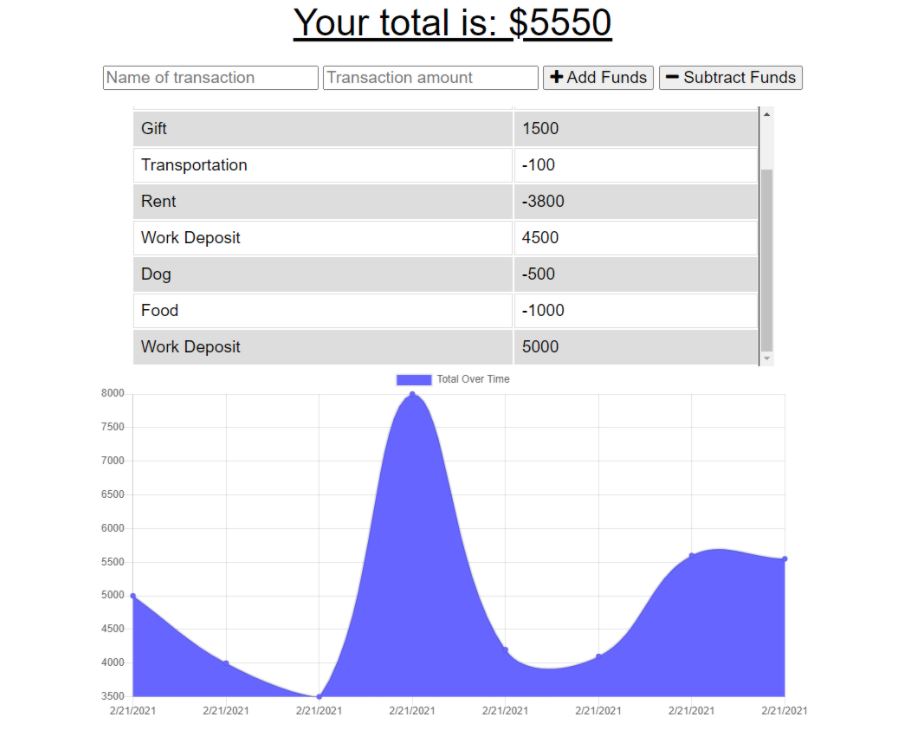 Your total is: $5550
Name of transaction Transaction amount Add Funds Subtract Funds
Gift 1500
Transportation -100
Rent -3800
Work Deposit 4500
Dog -500
Food -1000
Work Deposit 5000
Total Over Time
8000
7500
7000
6500
6000
5500
5000
4500
4000
3500
2/21/2021 2/21/2021 2/21/2021 2/21/2021 2/21/2021 2/21/2021 2/21/2021 2/21/2021